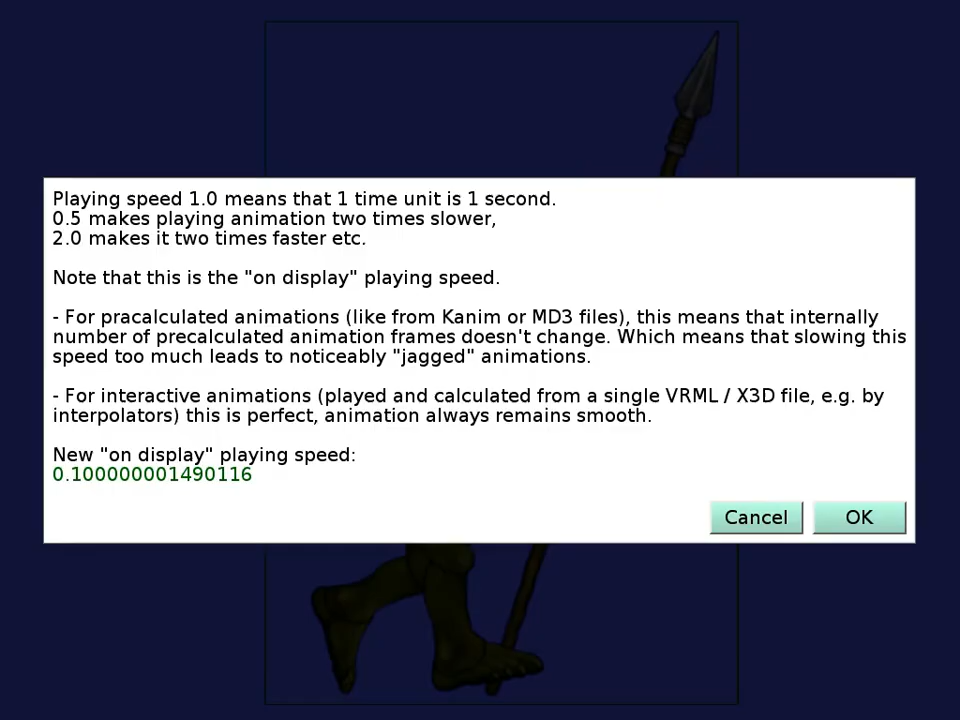 Playing speed 1.0 means that 1 time unit is 1 second.
0.5 makes playing animation two times slower,
2.0 makes it two times faster etc.
Note that this is the "on display" playing speed.
- For pracalculated animations (like from Kanim or MD3 files), this means that internally
number of precalculated animation frames doesn't change. Which means that slowing this
speed too much leads to noticeably "jagged" animations.
- For interactive animations (played and calculated from a single VRML / X3D file, e.g. by
interpolators) this is perfect, animation always remains smooth.
New "on display" playing speed:
0.100000001490116
Cancel OK